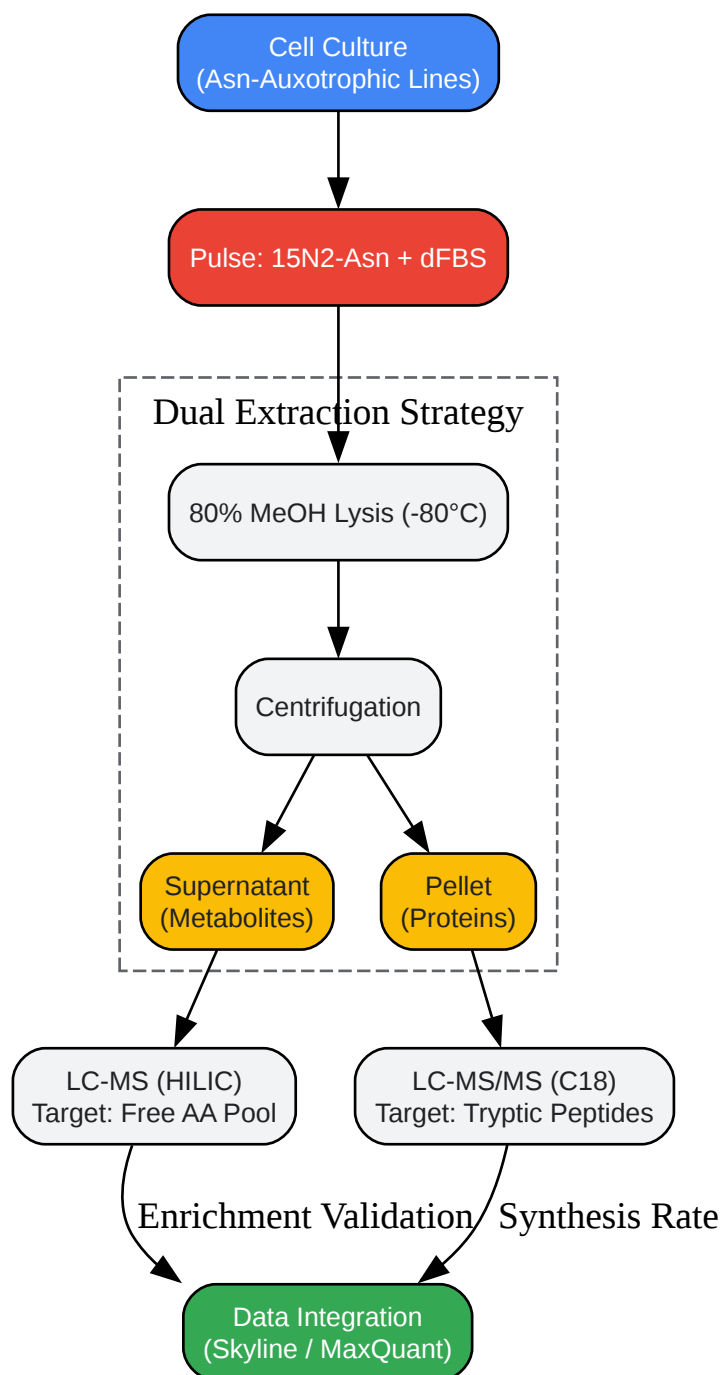 Cell Culture
(Asn-Auxotrophic Lines)
Pulse: 15N2-Asn + dFBS
Dual Extraction Strategy
80% MeOH Lysis (-80°C)
Centrifugation
Supernatant
(Metabolites)
Pellet
(Proteins)
LC-MS (HILIC)
Target: Free AA Pool
LC-MS/MS (C18)
Target: Tryptic Peptides
Enrichment Validation
Synthesis Rate
Data Integration
(Skyline / MaxQuant)